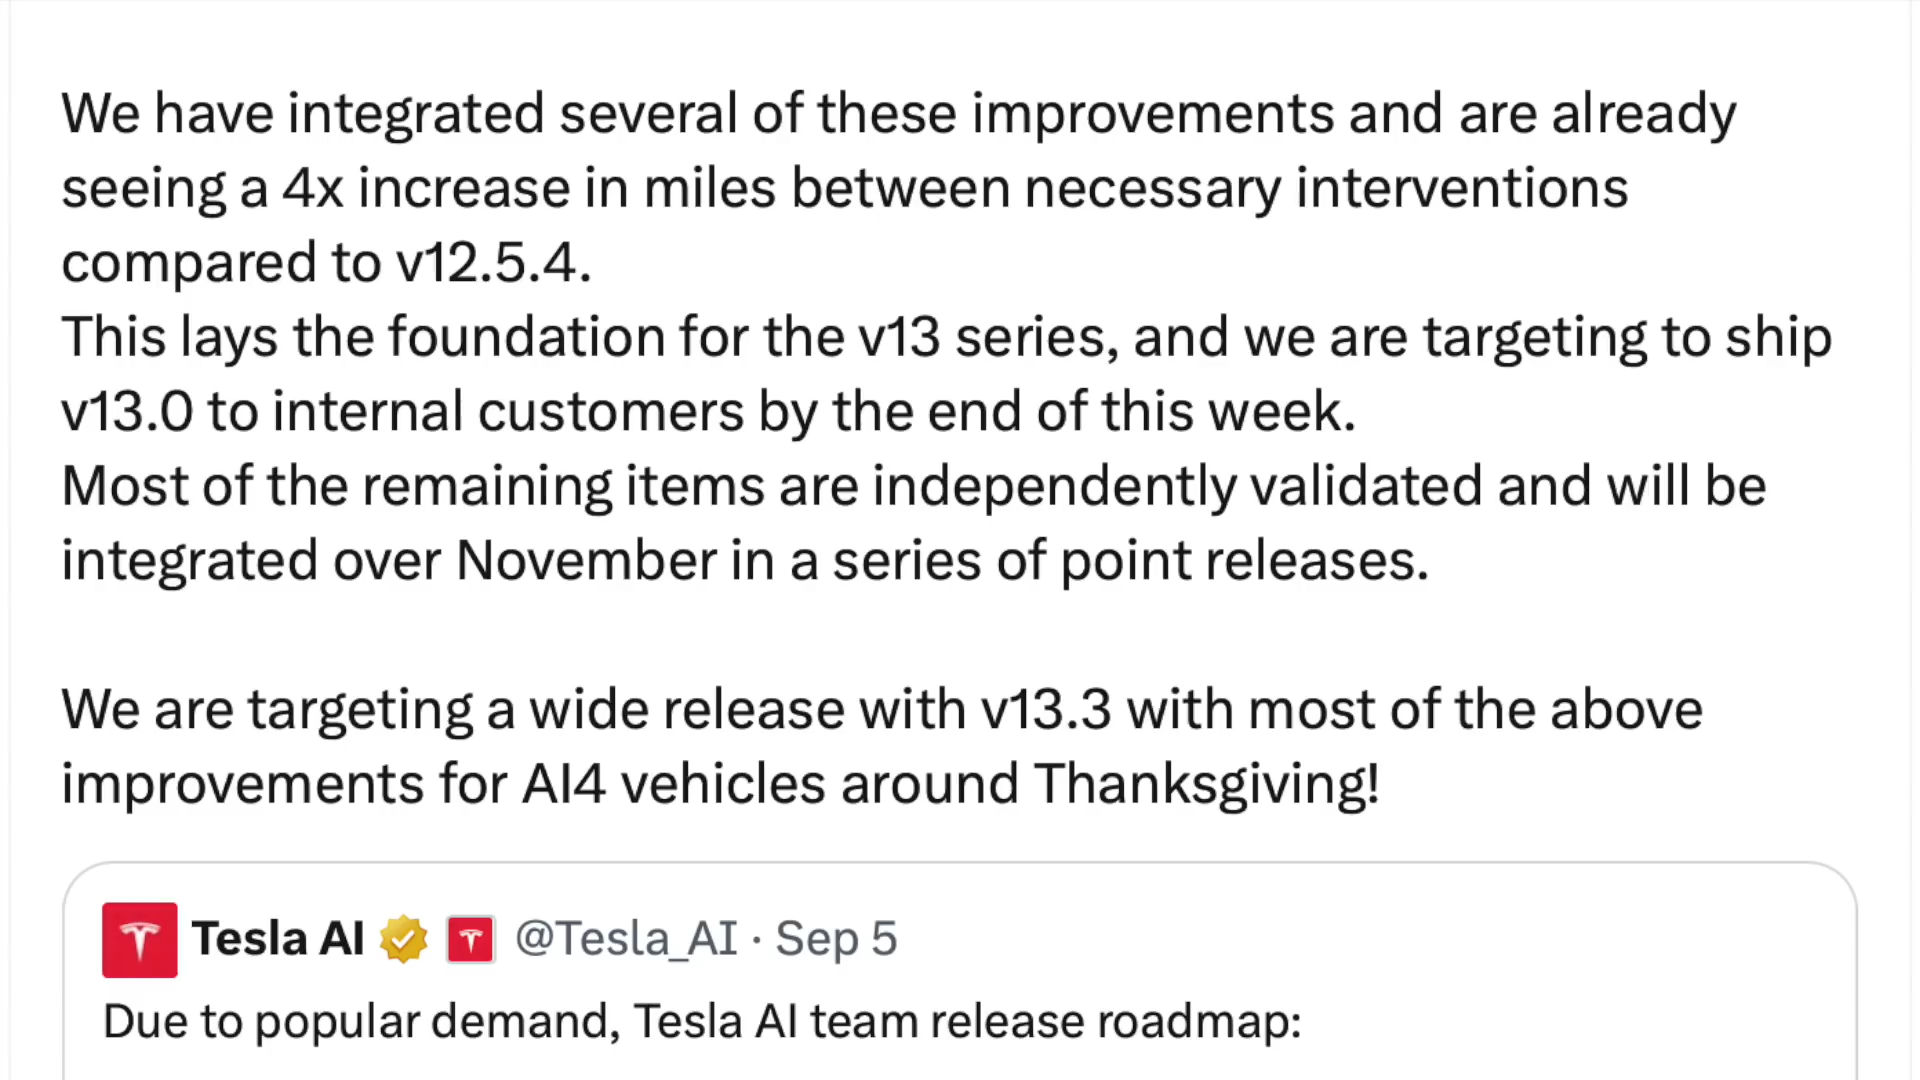 We have integrated several of these improvements and are already
seeing a 4x increase in miles between necessary interventions
compared to v12.5.4.
This lays the foundation for the v13 series, and we are targeting to ship
v13.0 to internal customers by the end of this week.
Most of the remaining items are independently validated and will be
integrated over November in a series of point releases.
We are targeting a wide release with v13.3 with most of the above
improvements for AI4 vehicles around Thanksgiving!
Tesla AI @Tesla_AI · Sep 5
Due to popular demand, Tesla AI team release roadmap: